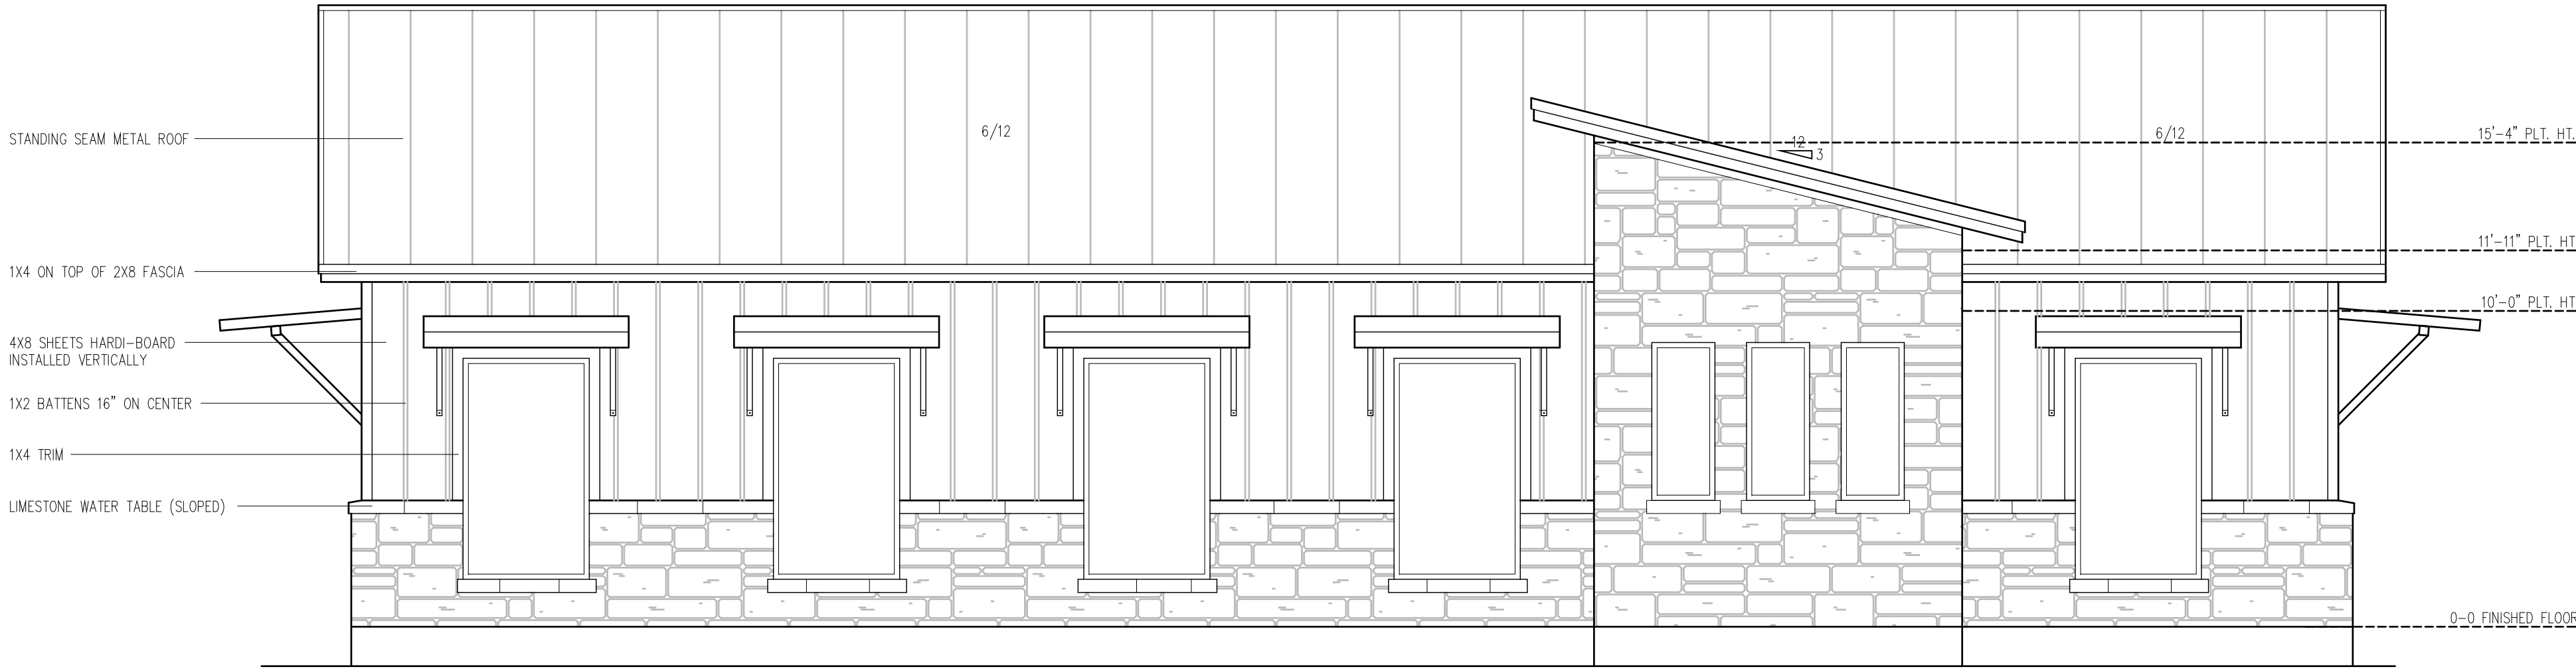 6/12
STANDING SEAM METAL ROOF
12
3
6/12
15'-4" PLT. HT.
11'-11" PLT. HT
1X4 ON TOP OF 2X8 FASCIA
10'-0" PLT. HT
4X8 SHEETS HARDI-BOARD
INSTALLED VERTICALLY
1X2 BATTENS 16" ON CENTER
1X4 TRIM
LIMESTONE WATER TABLE (SLOPED)
0-0 FINISHED FLOOR